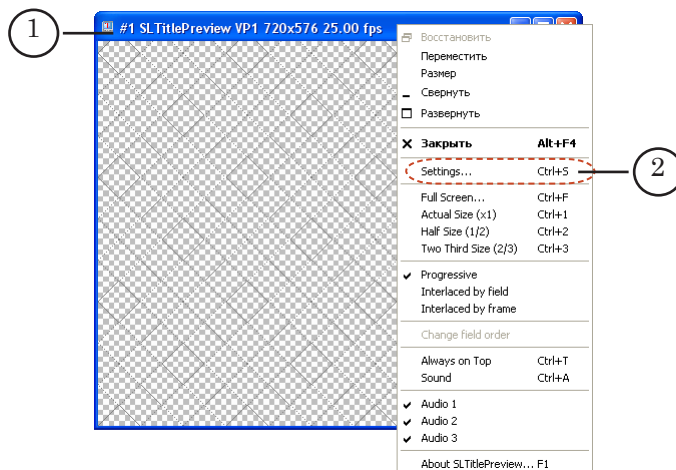 1
#1 SLTitlePreview VP1 720x576 25.00 fps
Восстановить
Переместить
Размер
Свернуть
Развернуть
Закрыть Alt+F4
Settings... Ctrl+S
2
Full Screen... Ctrl+F
Actual Size (x1) Ctrl+1
Half Size (1/2) Ctrl+2
Two Third Size (2/3) Ctrl+3
Progressive
Interlaced by field
Interlaced by frame
Change field order
Always on Top Ctrl+T
Sound Ctrl+A
Audio 1
Audio 2
Audio 3
About SLTitlePreview... F1